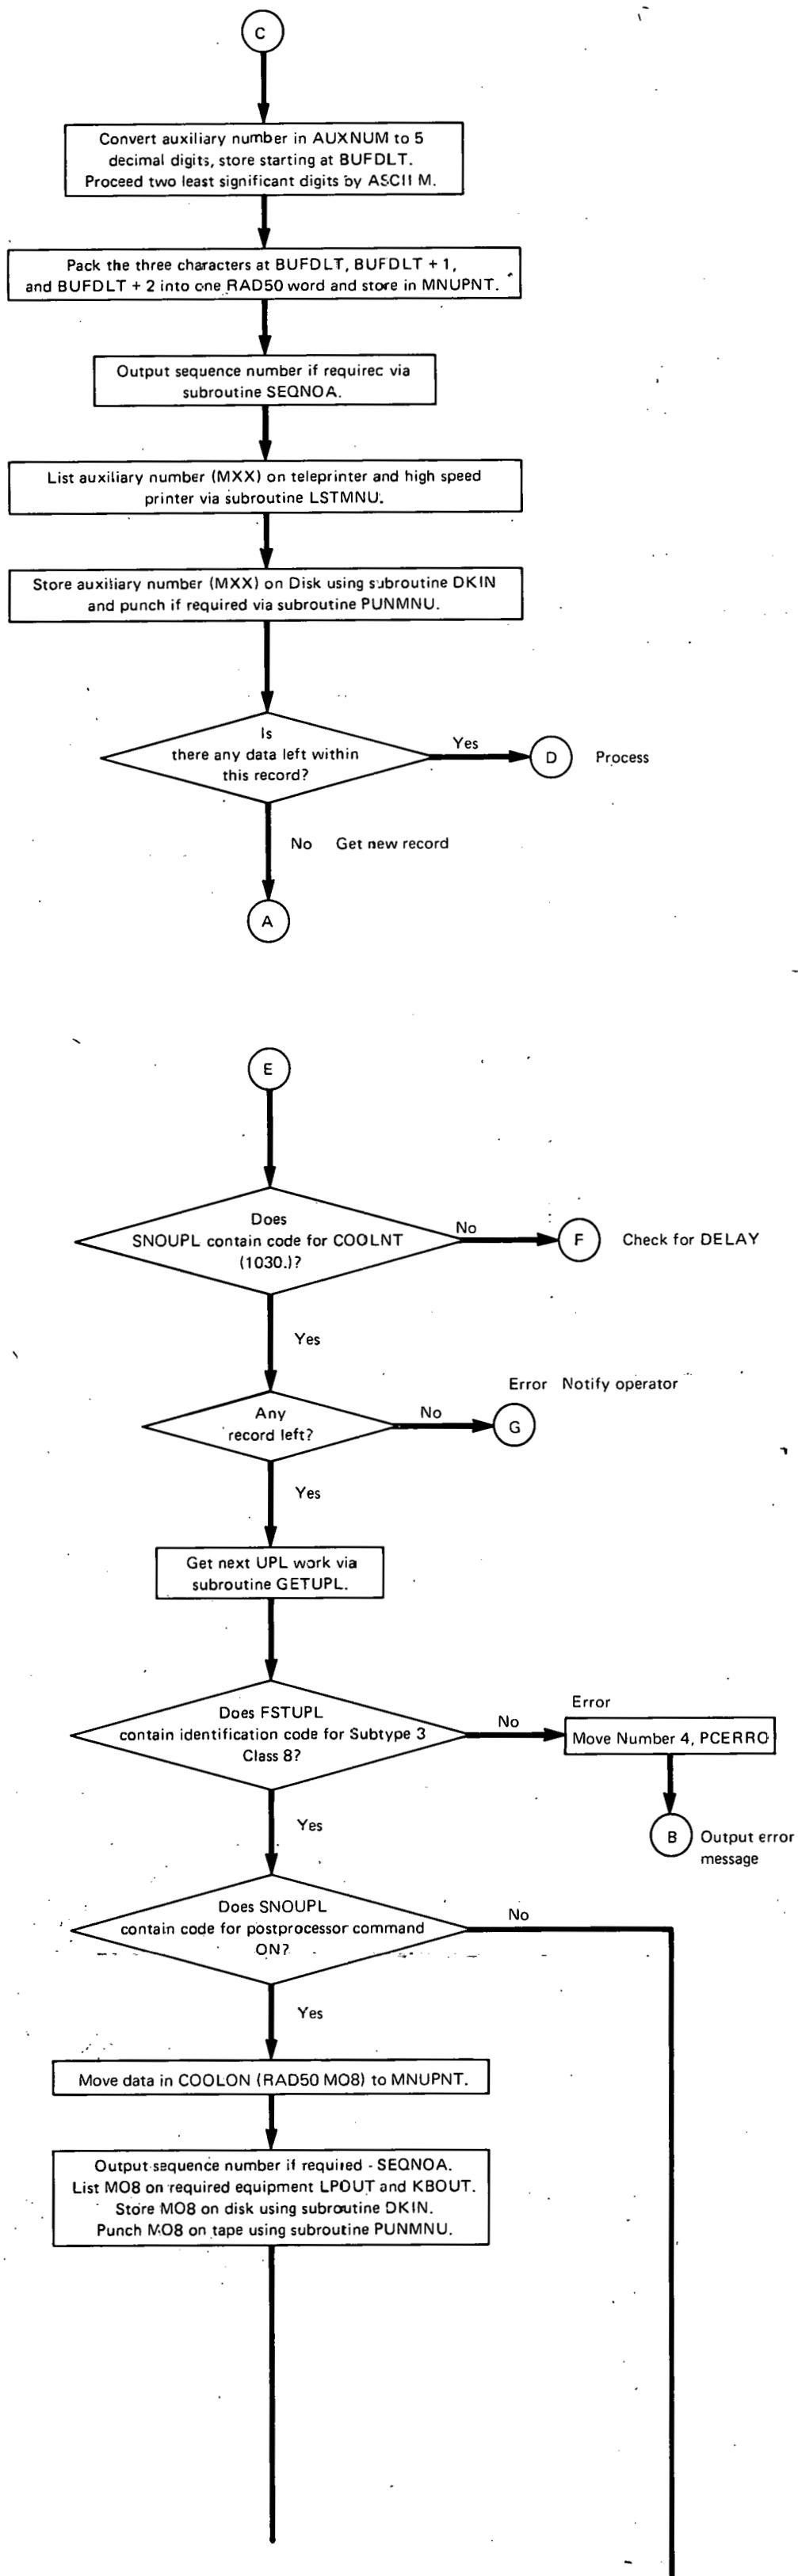 C
Convert auxiliary number in AUXNUM to 5
decimal digits, store starting at BUFDLT.
Proceed two least significant digits by ASCII M.
Pack the three characters at BUFDLT, BUFDLT + 1,
and BUFDLT + 2 into one RAD50 word and store in MNUPNT.
Output sequence number if requirec via
subroutine SEQNOA.
List auxiliary number (MXX) on teleprinter and high speed
printer via subroutine LSTMNU.
Store auxiliary number (MXX) on Disk using subroutine DKIN
and punch if required via subroutine PUNMNU.
Is
there any data left within
this record?
Yes
D
Process
No Get new record
A
E
Does
SNOUPL contain code for COOLNT
(1030.)?
No
F
Check for DELAY
Yes
Error Notify operator
Any
record left?
No
G
Yes
Get next UPL work via
subroutine GETUPL.
Does FSTUPL
contain identification code for Subtype 3
Class 8?
No
Error
Move Number 4, PCERRO
Yes
B
Output error
message
Does SNOUPL
contain code for postprocessor command
ON?
No
Yes
Move data in COOLON (RAD50 MO8) to MNUPNT.
Output sequence number if required - SEQNOA.
List MO8 on required equipment LPOUT and KBOUT.
Store MO8 on disk using subroutine DKIN.
Punch MO8 on tape using subroutine PUNMNU.